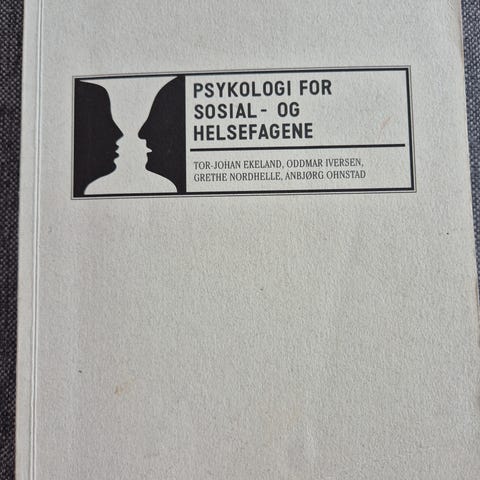 PSYKOLOGI FOR
SOSIAL- OG
HELSEFAGENE
TOR-JOHAN EKELAND, ODDMAR IVERSEN,
GRETHE NORDHELLE, ANBJØRG OHNSTAD